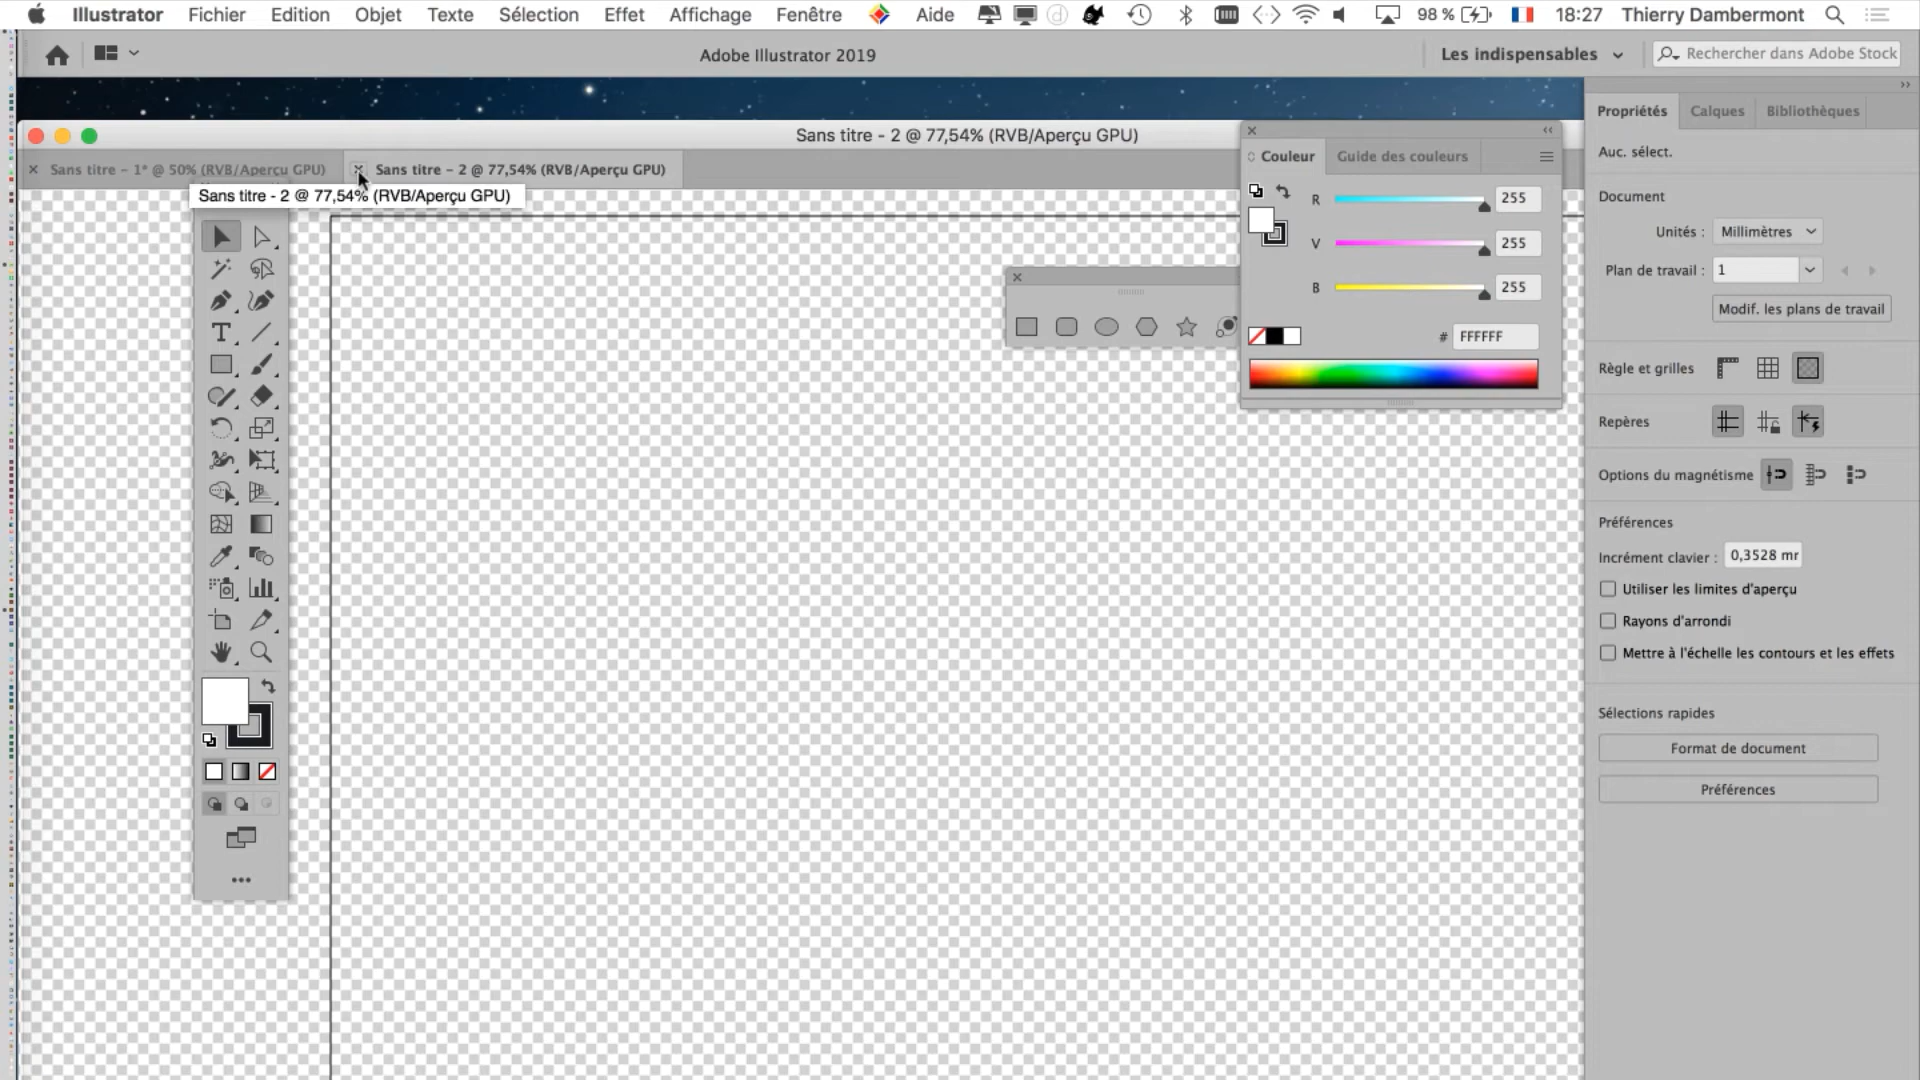 Illustrator Fichier Edition Objet Texte Sélection Effet Affichage Fenêtre Aide 98 % 18:27 Thierry Dambermont
Adobe Illustrator 2019 Les indispensables Rechercher dans Adobe Stock
Sans titre - 2 @ 77,54% (RVB/Aperçu GPU)
Sans titre - 1* @ 50% (RVB/Aperçu GPU) Sans titre - 2 @ 77,54% (RVB/Aperçu GPU)
Sans titre - 2 @ 77,54% (RVB/Aperçu GPU)
Couleur Guide des couleurs
R 255
V 255
B 255
# FFFFFF
Propriétés Calques Bibliothèques
Auc. sélect.
Document
Unités : Millimètres
Plan de travail : 1
Modif. les plans de travail
Règle et grilles
Repères
Options du magnétisme
Préférences
Incrément clavier : 0,3528 mr
Utiliser les limites d'aperçu
Rayons d'arrondi
Mettre à l'échelle les contours et les effets
Sélections rapides
Format de document
Préférences